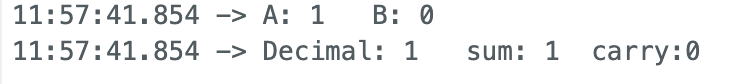 11:57:41.854 -> A: 1   B: 0
11:57:41.854 -> Decimal: 1   sum: 1  carry:0